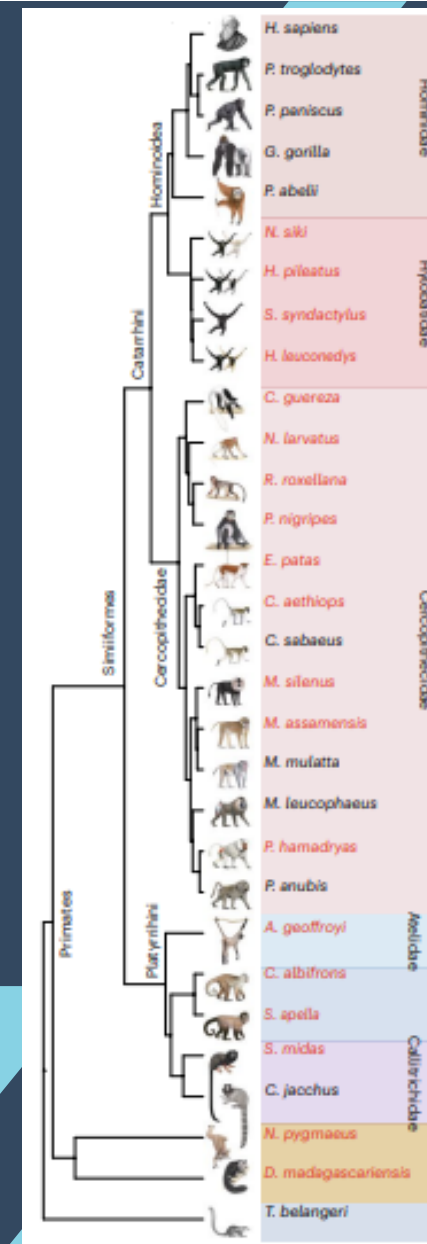 H. sapiens
P. troglodytes
P. paniscus
G. gorilla
P. abelii
Hominidae
Hominoidea
N. siki
H. pileatus
S. syndactylus
H. leuconedys
Hylobatidae
Catarrhini
C. guereza
N. larvatus
R. roxellana
P. nigripes
E. patas
C. aethiops
C. sabaeus
M. silenus
M. assamensis
M. mulatta
M. leucophaeus
P. hamadryas
P. anubis
Cercopithecidae
Cercopithecidae
Simiiformes
A. geoffroyi
Atelidae
C. albifrons
S. apella
Platyrrhini
S. midas
C. jacchus
Callitrichidae
Primates
N. pygmaeus
D. madagascariensis
T. belangeri